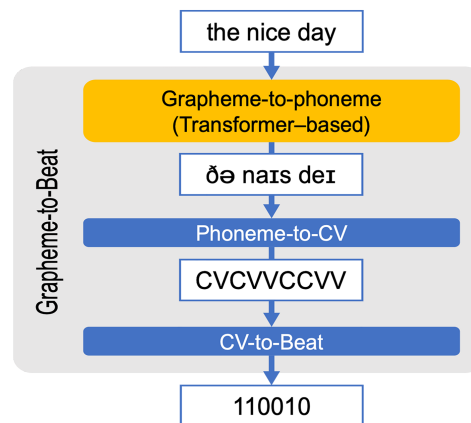 the nice day
Grapheme-to-Beat
Grapheme-to-phoneme
(Transformer–based)
ðə naɪs deɪ
Phoneme-to-CV
CVCVVCCVV
CV-to-Beat
110010